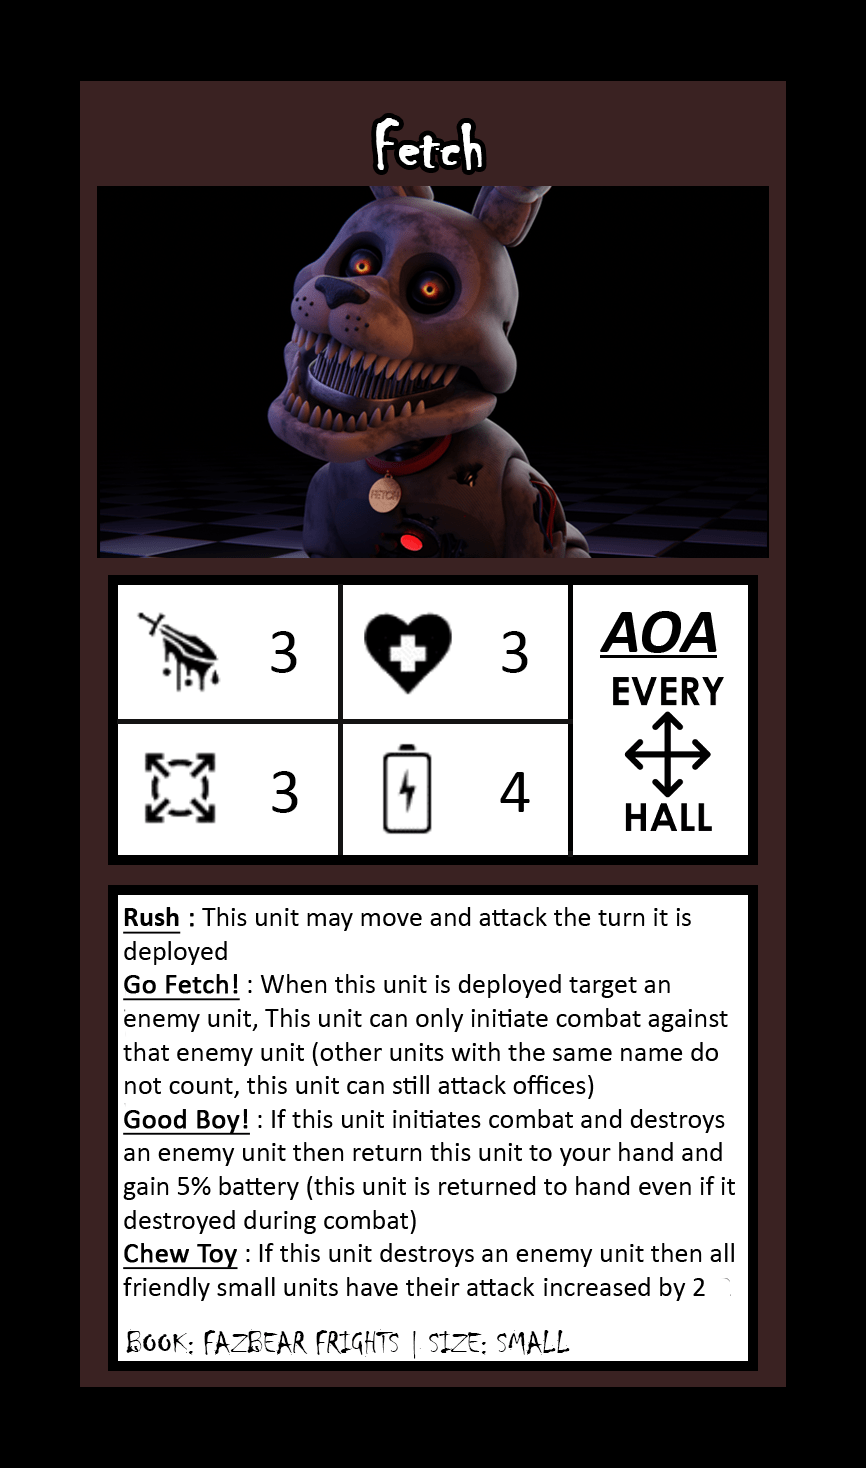 Fetch
FETCH
3
3
3
4
AOA
EVERY
HALL
Rush : This unit may move and attack the turn it is
deployed
Go Fetch! : When this unit is deployed target an
enemy unit, This unit can only initiate combat against
that enemy unit (other units with the same name do
not count, this unit can still attack offices)
Good Boy! : If this unit initiates combat and destroys
an enemy unit then return this unit to your hand and
gain 5% battery (this unit is returned to hand even if it
destroyed during combat)
Chew Toy : If this unit destroys an enemy unit then all
friendly small units have their attack increased by 2
BOOK: FAZBEAR FRIGHTS | SIZE: SMALL